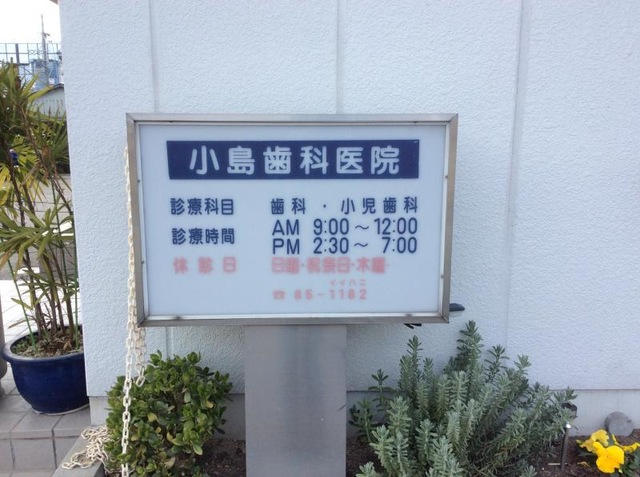 小島歯科医院
診療科目 歯科・小児歯科
診療時間 AM 9:00～12:00
PM 2:30～7:00
休診日 日曜・祝祭日・木曜
イイハニ
☎ 85-1182